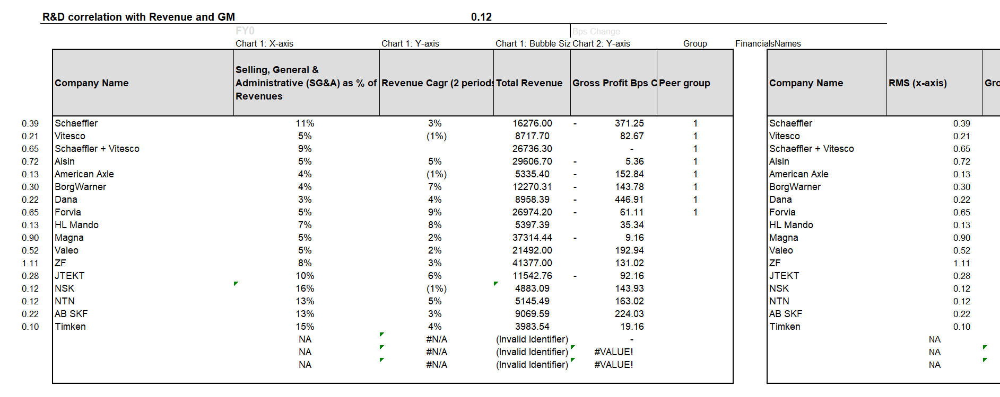 R&D correlation with Revenue and GM 0.12
FY0 Bps Change
Chart 1: X-axis Chart 1: Y-axis Chart 1: Bubble Siz Chart 2: Y-axis Group FinancialsNames
Company Name Selling, General & Administrative (SG&A) as % of Revenues Revenue Cagr (2 periods Total Revenue Gross Profit Bps C Peer group Company Name RMS (x-axis) Gro
0.39 Schaeffler 11% 3% 16276.00 - 371.25 1 Schaeffler 0.39
0.21 Vitesco 5% (1%) 8717.70 82.67 1 Vitesco 0.21
0.65 Schaeffler + Vitesco 9% 26736.30 - 1 Schaeffler + Vitesco 0.65
0.72 Aisin 5% 5% 29606.70 - 5.36 1 Aisin 0.72
0.13 American Axle 4% (1%) 5335.40 - 152.84 1 American Axle 0.13
0.30 BorgWarner 4% 7% 12270.31 - 143.78 1 BorgWarner 0.30
0.22 Dana 3% 4% 8958.39 - 446.91 1 Dana 0.22
0.65 Forvia 5% 9% 26974.20 - 61.11 1 Forvia 0.65
0.13 HL Mando 7% 8% 5397.39 35.34 HL Mando 0.13
0.90 Magna 5% 2% 37314.44 - 9.16 Magna 0.90
0.52 Valeo 5% 2% 21492.00 192.94 Valeo 0.52
1.11 ZF 8% 3% 41377.00 131.02 ZF 1.11
0.28 JTEKT 10% 6% 11542.76 - 92.16 JTEKT 0.28
0.12 NSK 16% (1%) 4883.09 143.93 NSK 0.12
0.12 NTN 13% 5% 5145.49 163.02 NTN 0.12
0.22 AB SKF 13% 3% 9069.59 224.03 AB SKF 0.22
0.10 Timken 15% 4% 3983.54 19.16 Timken 0.10
NA #N/A (Invalid Identifier) - NA
NA #N/A (Invalid Identifier) #VALUE! NA
NA #N/A (Invalid Identifier) #VALUE! NA